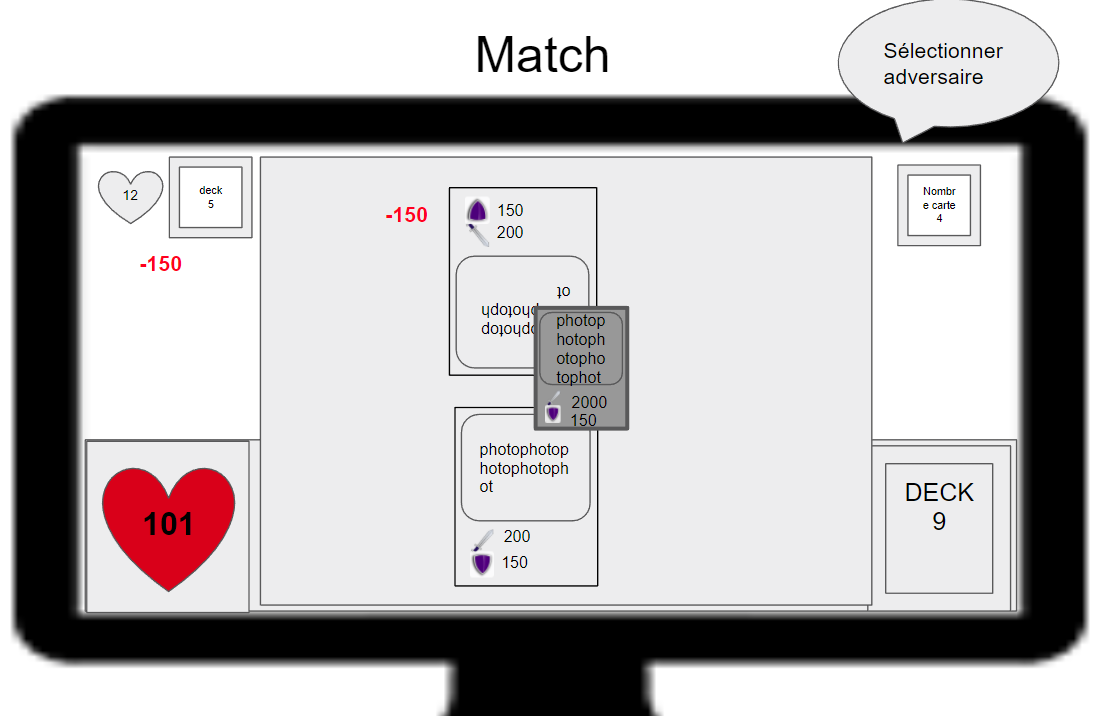 Match
Sélectionner
adversaire
12
deck
5
-150
-150
150
200
Nombr
e carte
4
ot
photop
hotoph
otopho
tophot
2000
150
photophotop
hotophotoph
ot
200
150
101
DECK
9